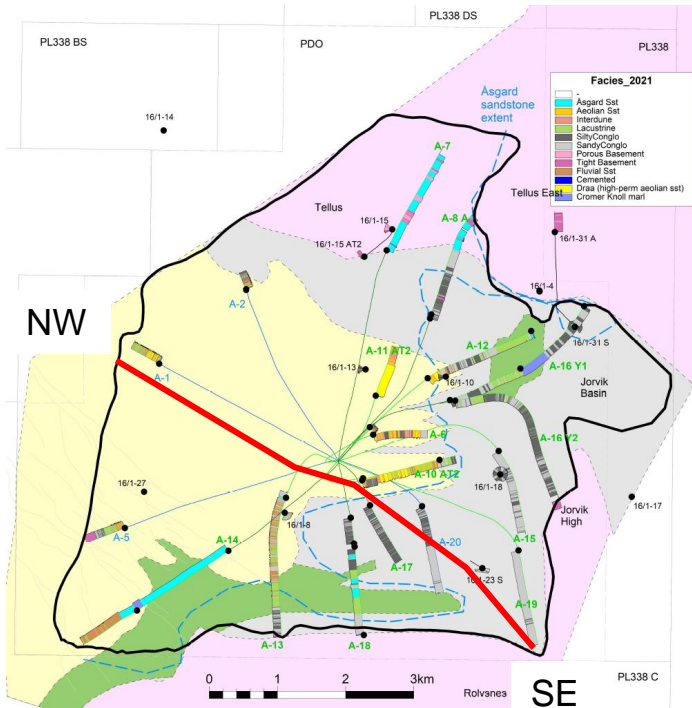 PL338 DS
PL338 BS
PDO
PL338
Facies_2021
-
Åsgard Sst
Aeolian Sst
Interdune
Lacustrine
SiltyConglo
SandyConglo
Porous Basement
Tight Basement
Fluvial Sst
Cemented
Draa (high-perm aeolian sst)
Cromer Knoll marl
Åsgard
sandstone
extent
16/1-14
A-7
Tellus
Tellus East
16/1-15
A-8 A
16/1-15 AT2
16/1-31 A
A-2
16/1-4
NW
16/1-31 S
A-12
A-11 AT2
A-1
16/1-13
16/1-10
A-16 Y1
Jorvik
Basin
A-6
A-16 Y2
A-10 AT2
16/1-27
16/1-18
16/1-17
Jorvik
High
A-5
A-14
16/1-8
A-20
A-15
A-17
16/1-23 S
A-19
A-13
A-18
0
1
2
3km
Rolvsnes
SE
PL338 C